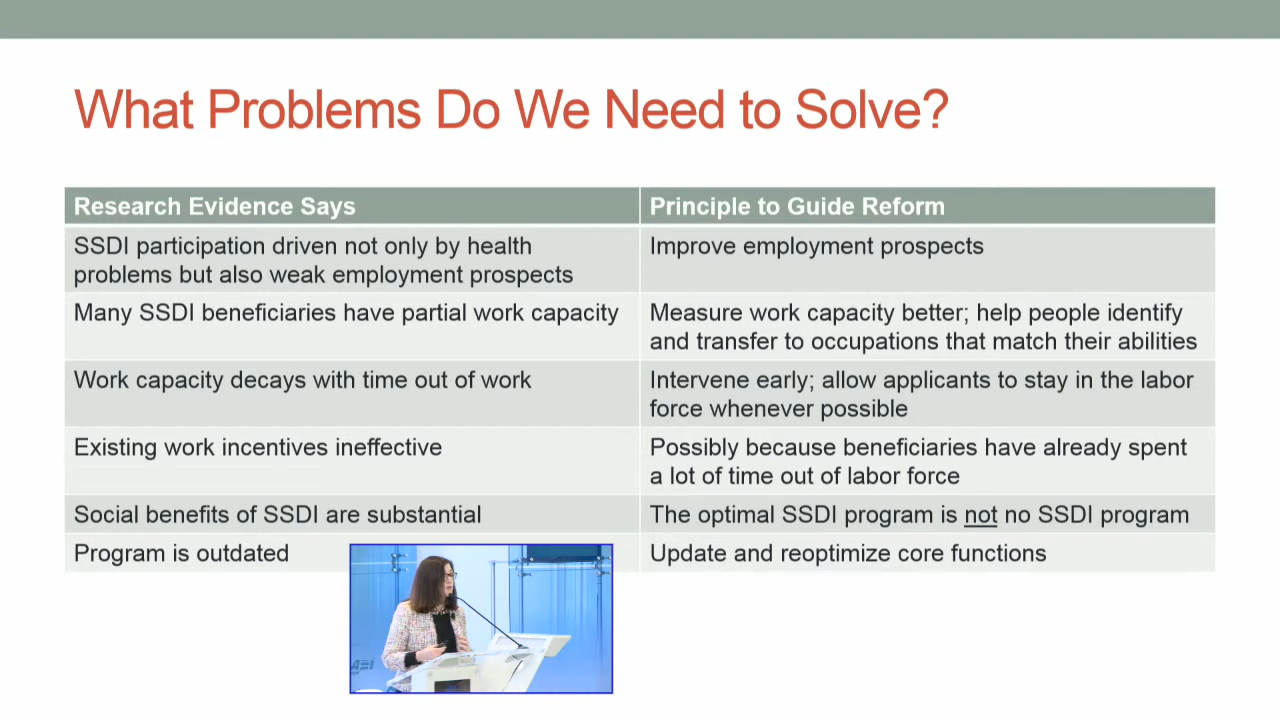 What Problems Do We Need to Solve?
Research Evidence Says
Principle to Guide Reform
SSDI participation driven not only by health
problems but also weak employment prospects
Improve employment prospects
Many SSDI beneficiaries have partial work capacity
Measure work capacity better; help people identify
and transfer to occupations that match their abilities
Work capacity decays with time out of work
Intervene early; allow applicants to stay in the labor
force whenever possible
Existing work incentives ineffective
Possibly because beneficiaries have already spent
a lot of time out of labor force
Social benefits of SSDI are substantial
The optimal SSDI program is not no SSDI program
Program is outdated
Update and reoptimize core functions
AEI